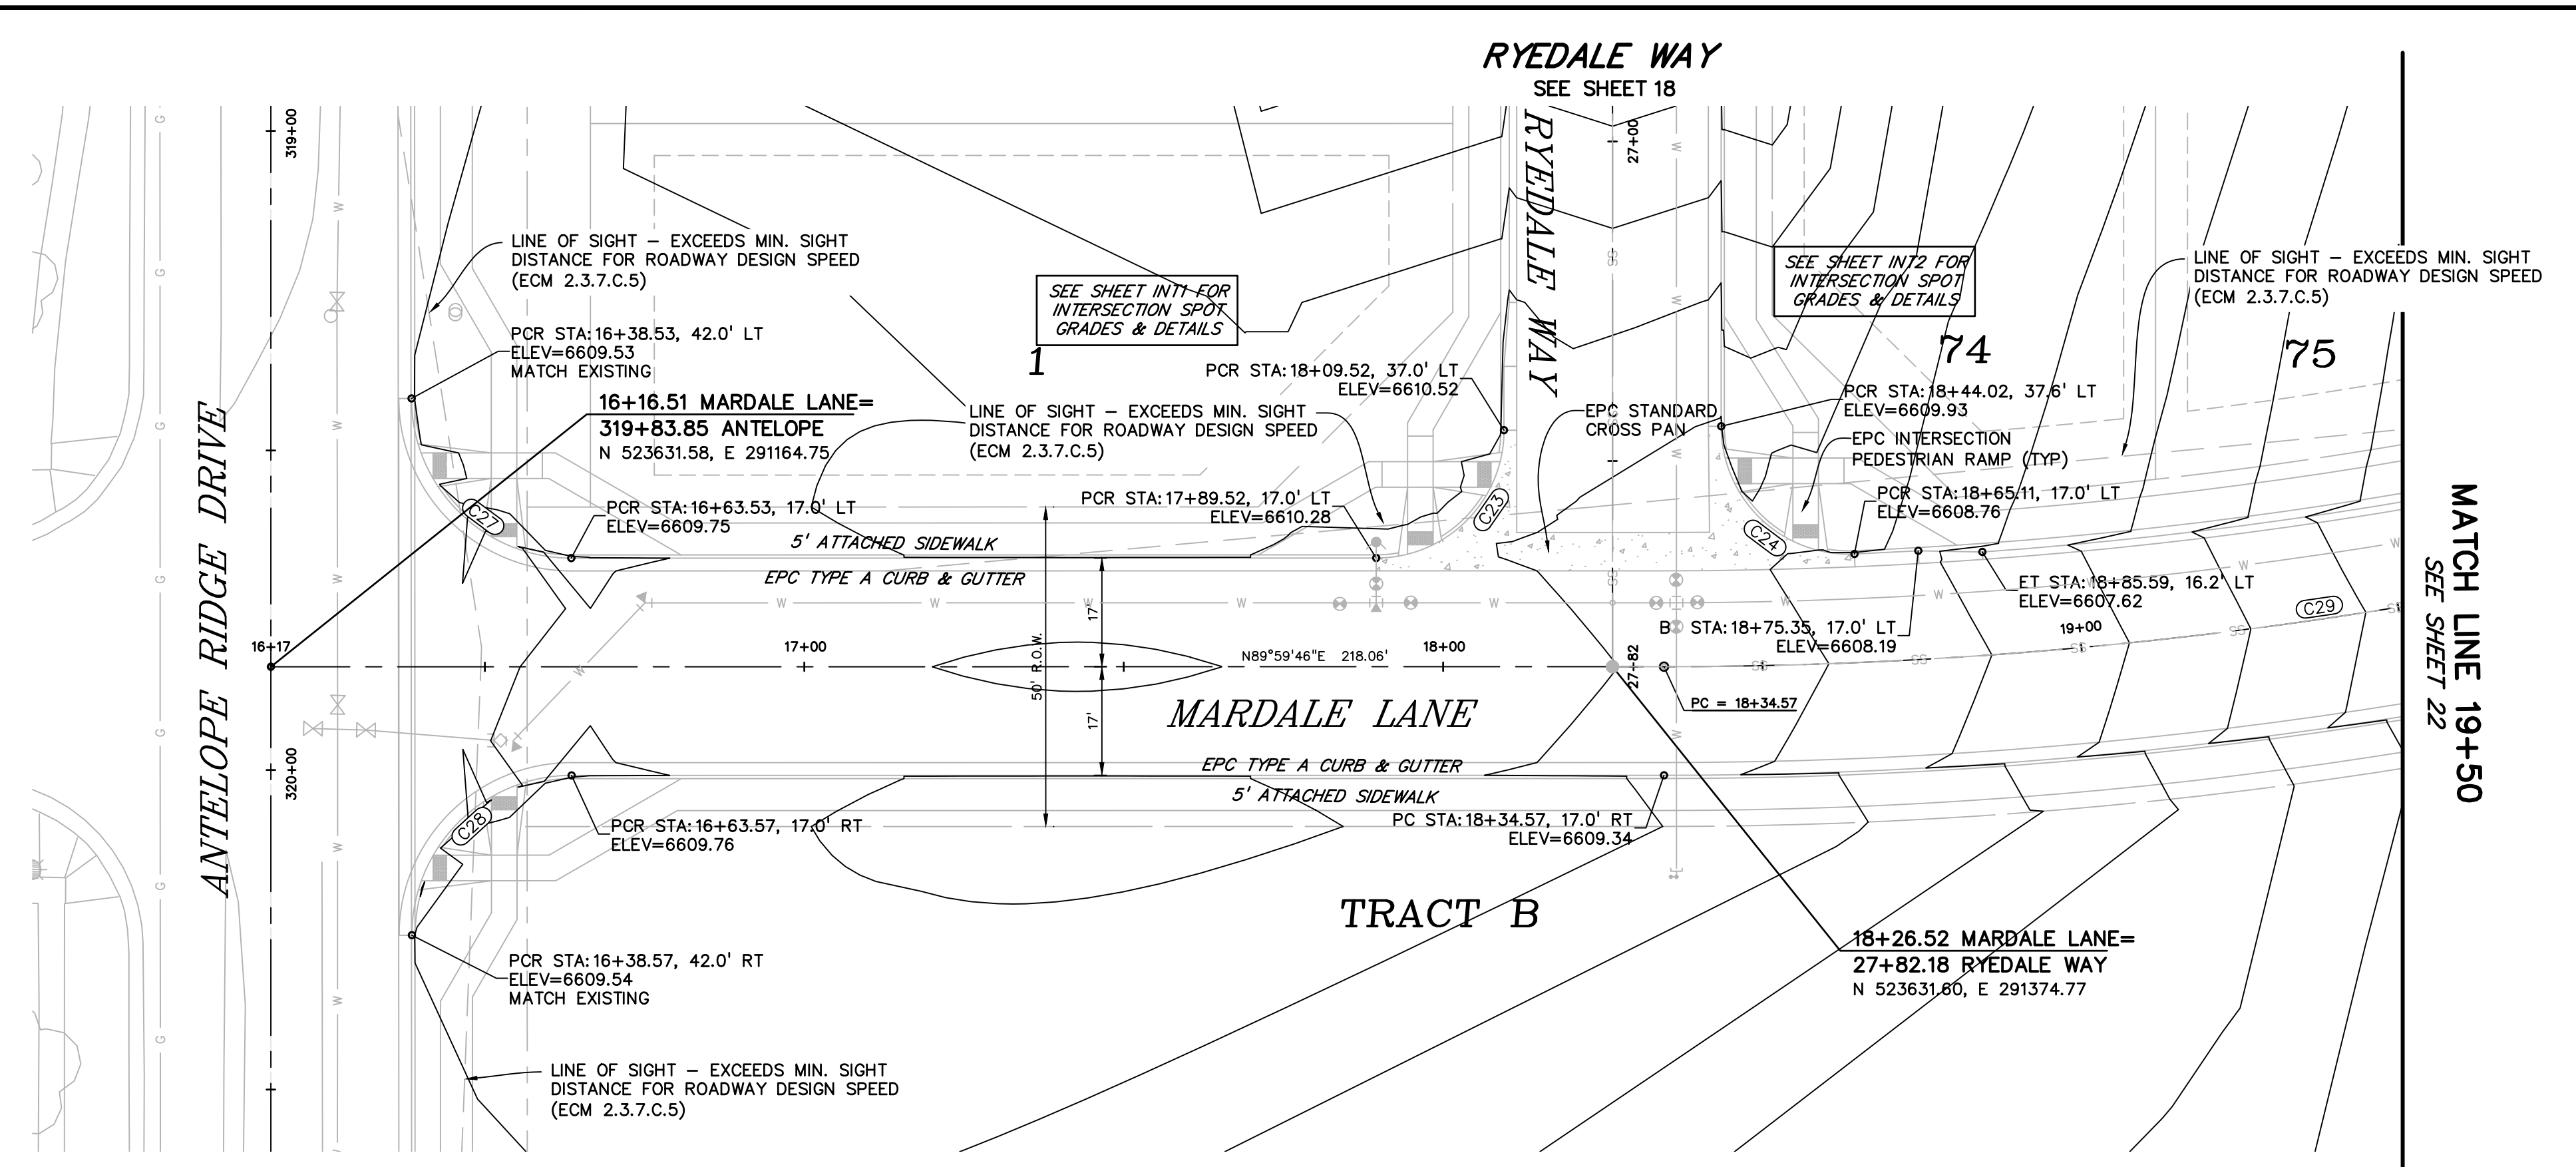 RYEDALE WAY
SEE SHEET 18
319+00
27+00
RYEDALE WAY
LINE OF SIGHT – EXCEEDS MIN. SIGHT
DISTANCE FOR ROADWAY DESIGN SPEED
(ECM 2.3.7.C.5)
SEE SHEET INT1 FOR
INTERSECTION SPOT
GRADES & DETAILS
SEE SHEET INT2 FOR
INTERSECTION SPOT
GRADES & DETAILS
LINE OF SIGHT – EXCEEDS MIN. SIGHT
DISTANCE FOR ROADWAY DESIGN SPEED
(ECM 2.3.7.C.5)
PCR STA:16+38.53, 42.0' LT
ELEV=6609.53
MATCH EXISTING
1
74
75
PCR STA:18+09.52, 37.0' LT
ELEV=6610.52
PCR STA:18+44.02, 37.6' LT
ELEV=6609.93
16+16.51 MARDALE LANE=
319+83.85 ANTELOPE
N 523631.58, E 291164.75
LINE OF SIGHT – EXCEEDS MIN. SIGHT
DISTANCE FOR ROADWAY DESIGN SPEED
(ECM 2.3.7.C.5)
EPC STANDARD
CROSS PAN
EPC INTERSECTION
PEDESTRIAN RAMP (TYP)
ANTELOPE RIDGE DRIVE
C27
PCR STA:16+63.53, 17.0' LT
ELEV=6609.75
PCR STA:17+89.52, 17.0' LT
ELEV=6610.28
C23
C24
PCR STA:18+65.11, 17.0' LT
ELEV=6608.76
5' ATTACHED SIDEWALK
EPC TYPE A CURB & GUTTER
ET STA:18+85.59, 16.2' LT
ELEV=6607.62
C29
17'
50' R.O.W.
17'
16+17
17+00
N89°59'46"E 218.06'
18+00
27+82
B STA:18+75.35, 17.0' LT
ELEV=6608.19
19+00
PC = 18+34.57
MARDALE LANE
MATCH LINE 19+50
SEE SHEET 22
320+00
EPC TYPE A CURB & GUTTER
5' ATTACHED SIDEWALK
C28
PCR STA:16+63.57, 17.0' RT
ELEV=6609.76
PC STA:18+34.57, 17.0' RT
ELEV=6609.34
TRACT B
18+26.52 MARDALE LANE=
27+82.18 RYEDALE WAY
N 523631.60, E 291374.77
PCR STA:16+38.57, 42.0' RT
ELEV=6609.54
MATCH EXISTING
LINE OF SIGHT – EXCEEDS MIN. SIGHT
DISTANCE FOR ROADWAY DESIGN SPEED
(ECM 2.3.7.C.5)